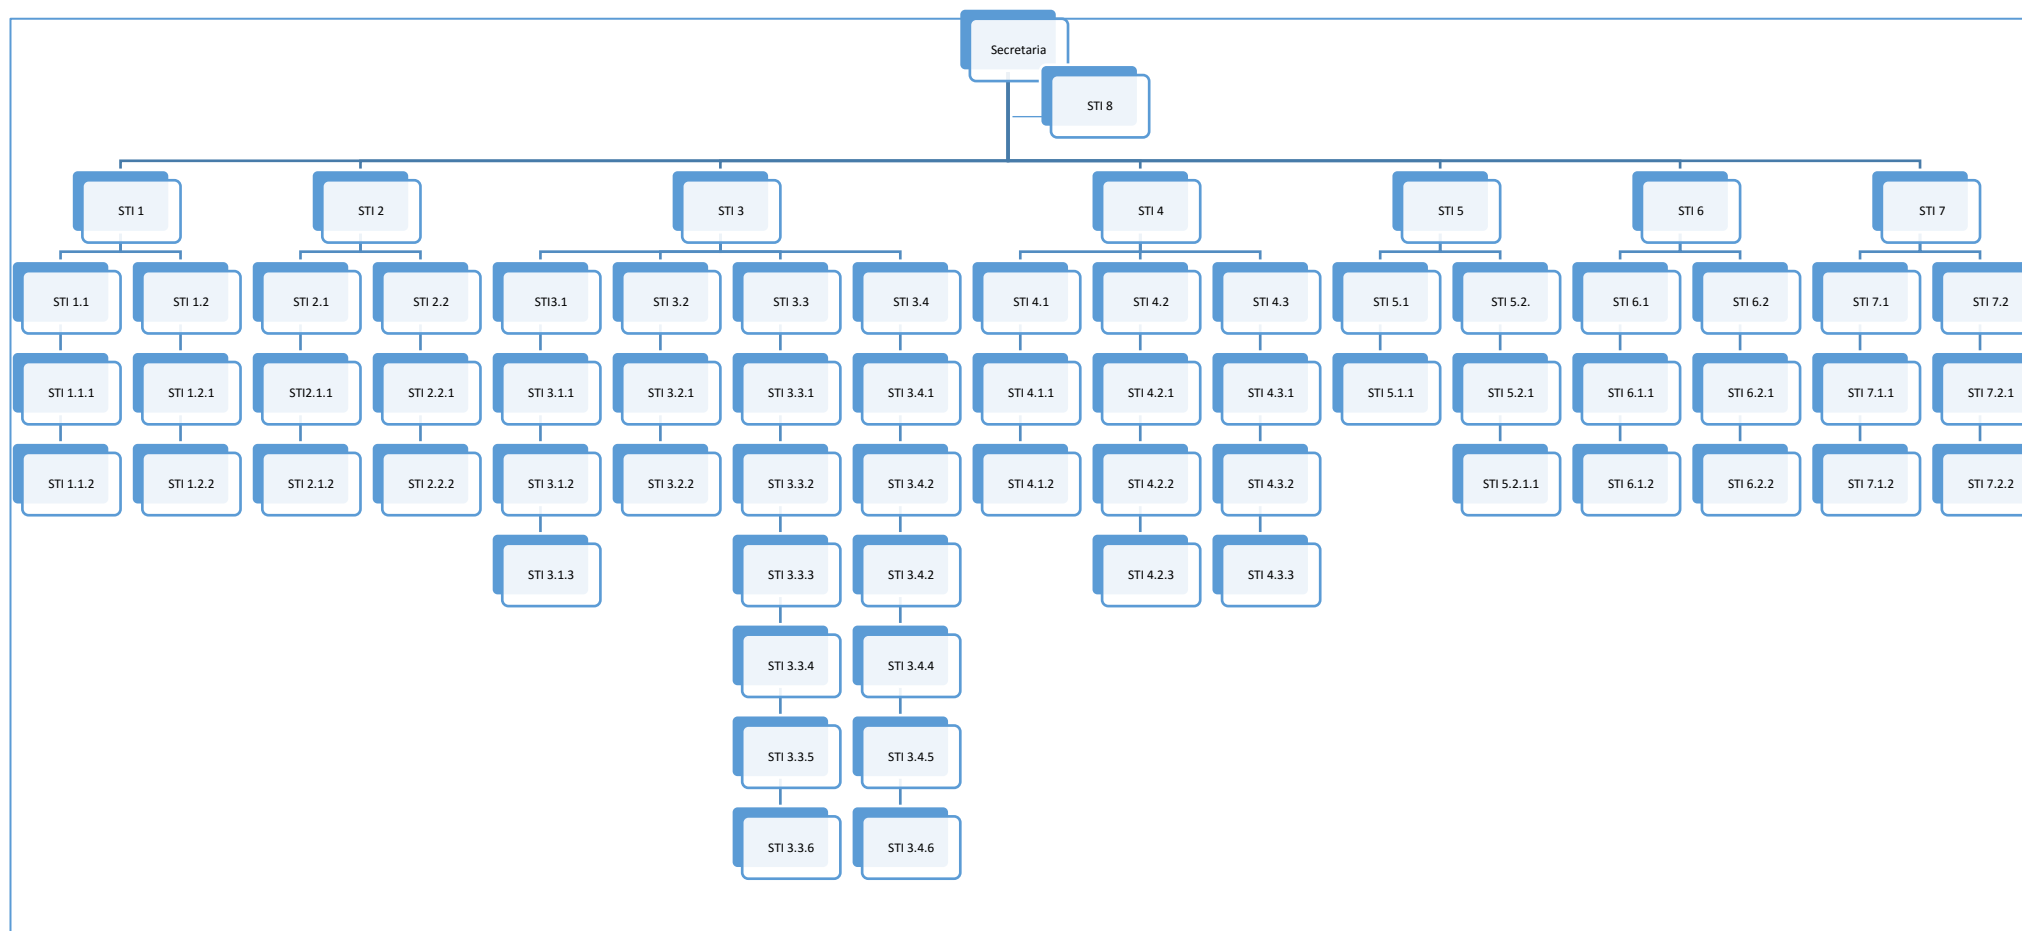 Secretaria
STI 8
STI 1
STI 2
STI 3
STI 4
STI 5
STI 6
STI 7
STI 1.1
STI 1.2
STI 2.1
STI 2.2
STI3.1
STI 3.2
STI 3.3
STI 3.4
STI 4.1
STI 4.2
STI 4.3
STI 5.1
STI 5.2.
STI 6.1
STI 6.2
STI 7.1
STI 7.2
STI 1.1.1
STI 1.2.1
STI2.1.1
STI 2.2.1
STI 3.1.1
STI 3.2.1
STI 3.3.1
STI 3.4.1
STI 4.1.1
STI 4.2.1
STI 4.3.1
STI 5.1.1
STI 5.2.1
STI 6.1.1
STI 6.2.1
STI 7.1.1
STI 7.2.1
STI 1.1.2
STI 1.2.2
STI 2.1.2
STI 2.2.2
STI 3.1.2
STI 3.2.2
STI 3.3.2
STI 3.4.2
STI 4.1.2
STI 4.2.2
STI 4.3.2
STI 5.2.1.1
STI 6.1.2
STI 6.2.2
STI 7.1.2
STI 7.2.2
STI 3.1.3
STI 3.3.3
STI 3.4.2
STI 4.2.3
STI 4.3.3
STI 3.3.4
STI 3.4.4
STI 3.3.5
STI 3.4.5
STI 3.3.6
STI 3.4.6